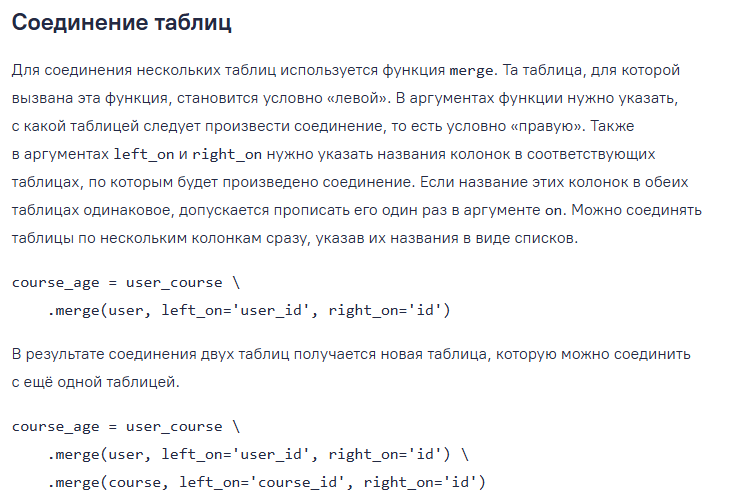 Соединение таблиц
Для соединения нескольких таблиц используется функция merge. Та таблица, для которой
вызвана эта функция, становится условно «левой». В аргументах функции нужно указать,
с какой таблицей следует произвести соединение, то есть условно «правую». Также
в аргументах left_on и right_on нужно указать названия колонок в соответствующих
таблицах, по которым будет произведено соединение. Если название этих колонок в обеих
таблицах одинаковое, допускается прописать его один раз в аргументе on. Можно соединять
таблицы по нескольким колонкам сразу, указав их названия в виде списков.
course_age = user_course \
    .merge(user, left_on='user_id', right_on='id')
В результате соединения двух таблиц получается новая таблица, которую можно соединить
с ещё одной таблицей.
course_age = user_course \
    .merge(user, left_on='user_id', right_on='id') \
    .merge(course, left_on='course_id', right_on='id')